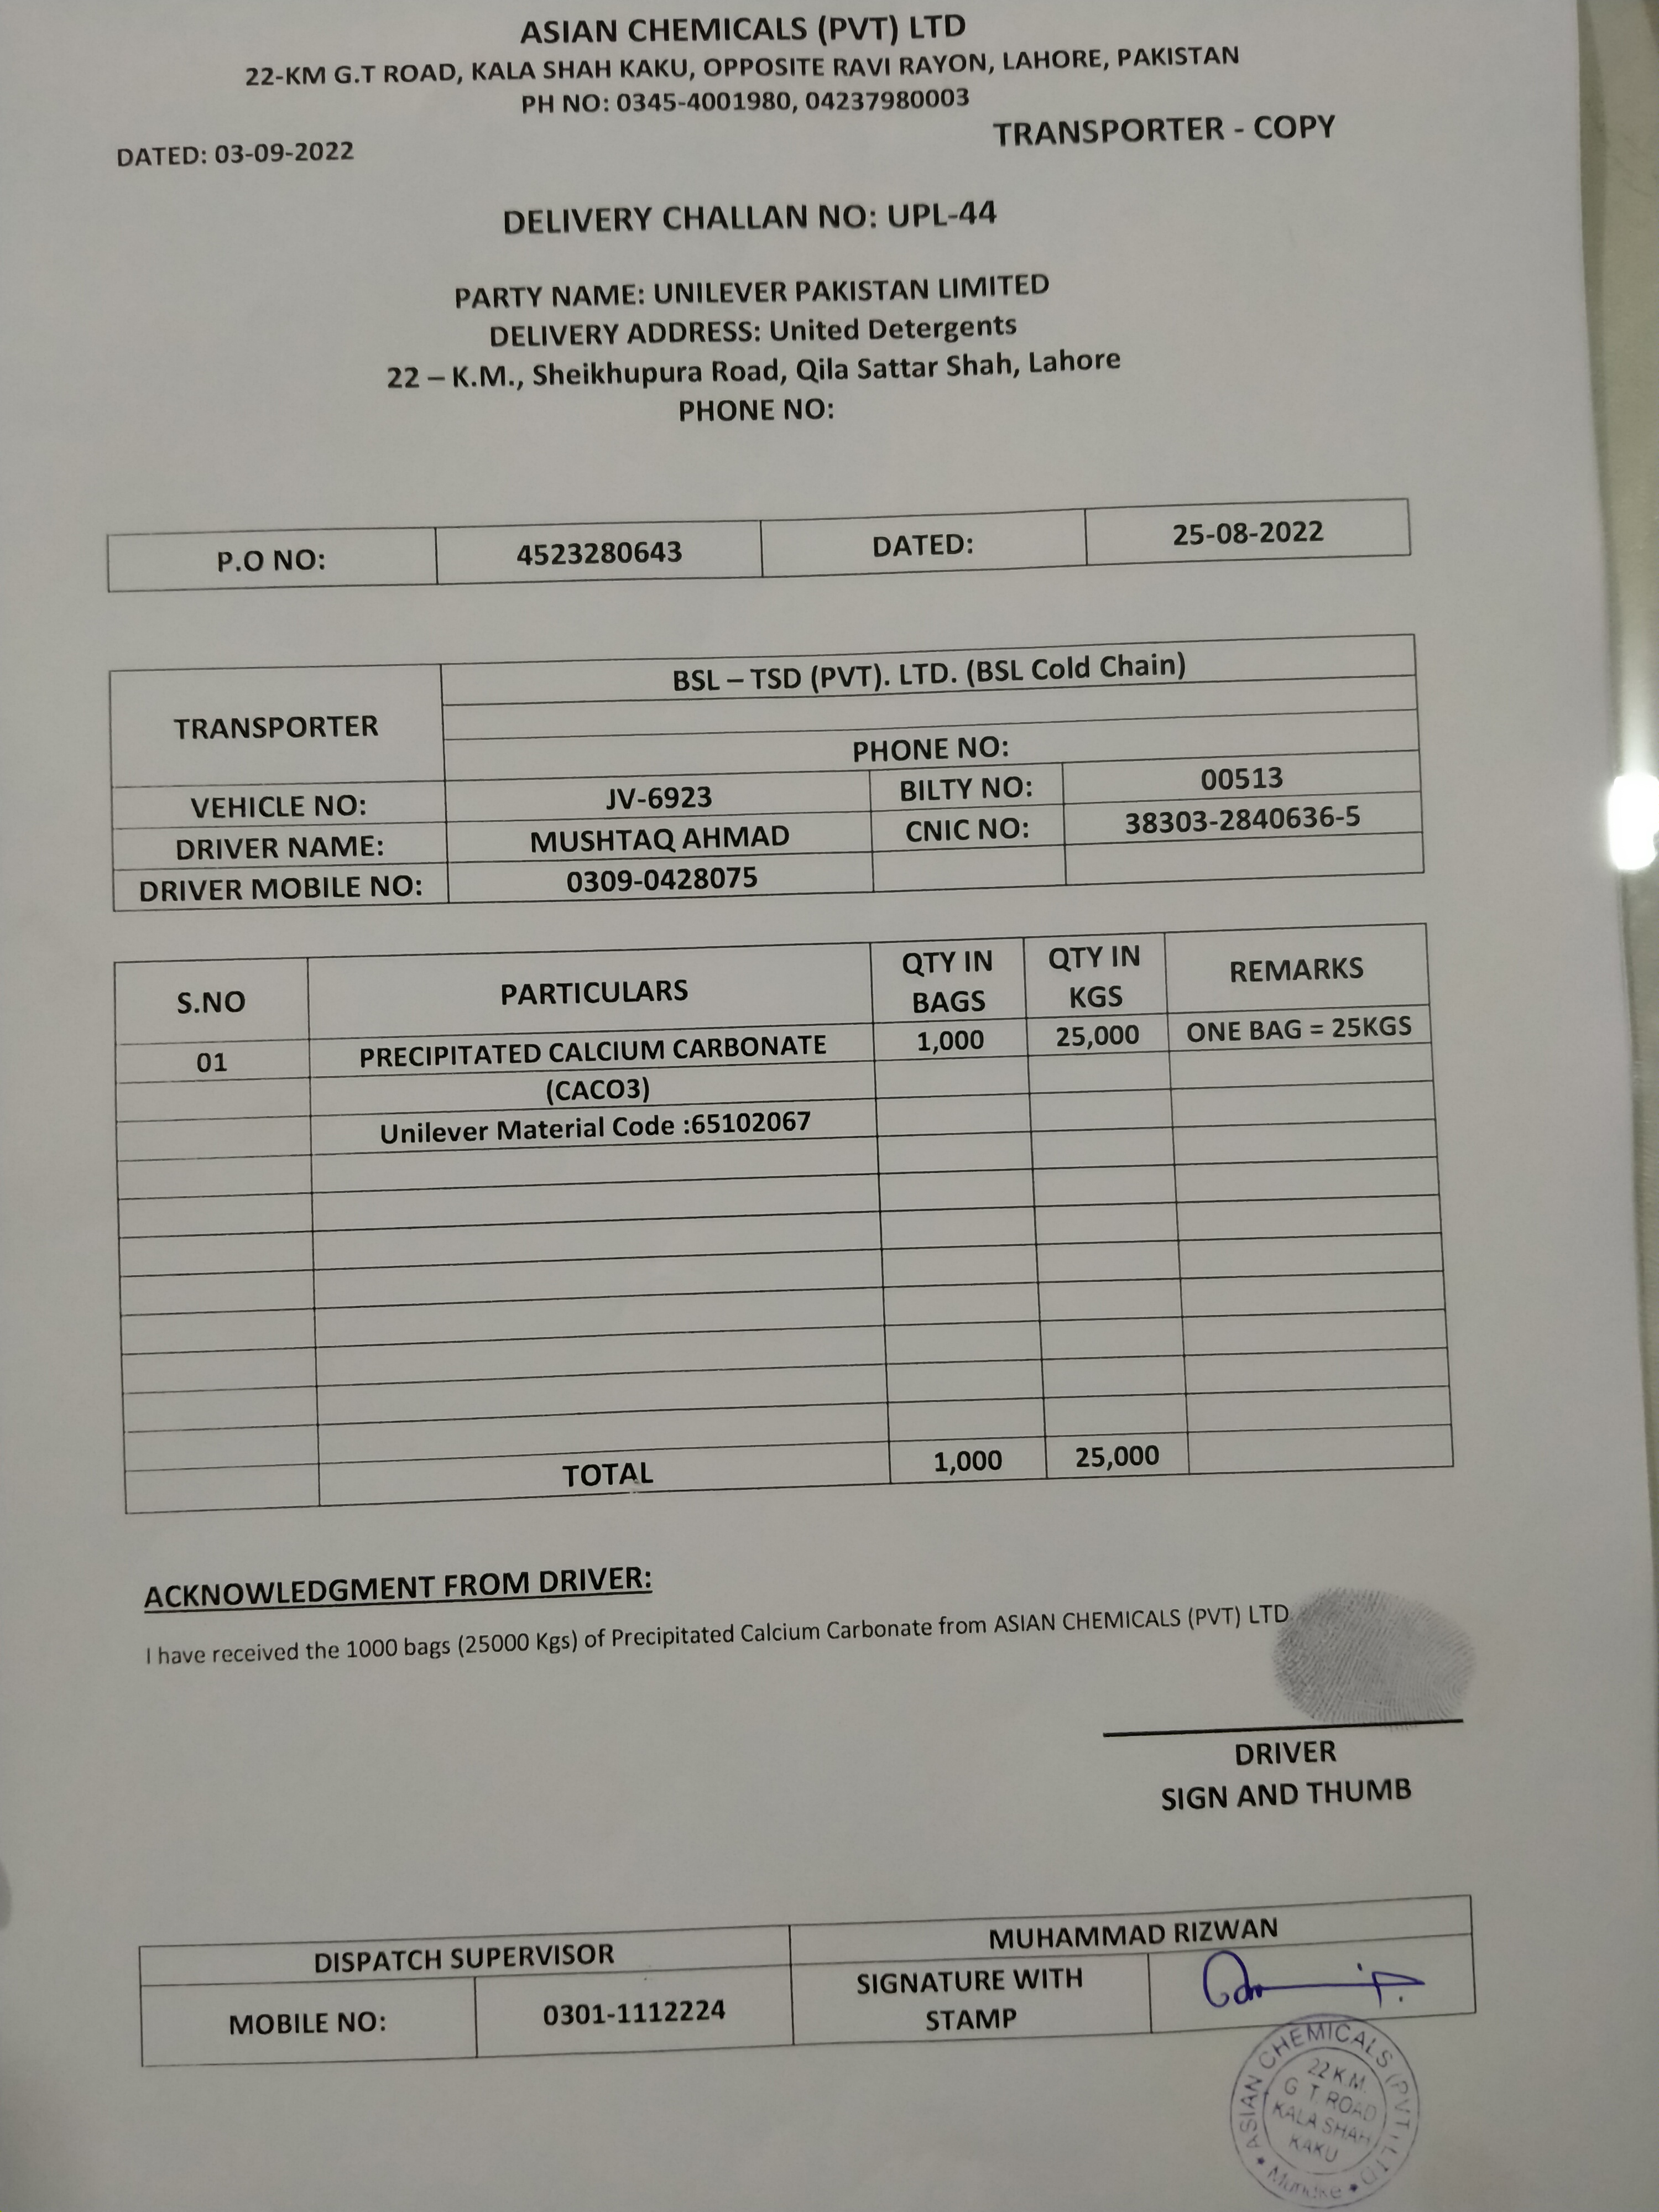 ASIAN CHEMICALS (PVT) LTD
22-KM G.T ROAD, KALA SHAH KAKU, OPPOSITE RAVI RAYON, LAHORE, PAKISTAN
PH NO: 0345-4001980, 04237980003
TRANSPORTER - COPY
DATED: 03-09-2022
DELIVERY CHALLAN NO: UPL-44
PARTY NAME: UNILEVER PAKISTAN LIMITED
DELIVERY ADDRESS: United Detergents
22 – K.M., Sheikhupura Road, Qila Sattar Shah, Lahore
PHONE NO:
P.O NO: 4523280643 DATED: 25-08-2022
TRANSPORTER BSL – TSD (PVT). LTD. (BSL Cold Chain)
PHONE NO:
VEHICLE NO: JV-6923 BILTY NO: 00513
DRIVER NAME: MUSHTAQ AHMAD CNIC NO: 38303-2840636-5
DRIVER MOBILE NO: 0309-0428075
S.NO PARTICULARS QTY IN BAGS QTY IN KGS REMARKS
01 PRECIPITATED CALCIUM CARBONATE 1,000 25,000 ONE BAG = 25KGS
(CACO3)
Unilever Material Code :65102067
TOTAL 1,000 25,000
ACKNOWLEDGMENT FROM DRIVER:
I have received the 1000 bags (25000 Kgs) of Precipitated Calcium Carbonate from ASIAN CHEMICALS (PVT) LTD
DRIVER
SIGN AND THUMB
DISPATCH SUPERVISOR MUHAMMAD RIZWAN
MOBILE NO: 0301-1112224 SIGNATURE WITH STAMP
ASIAN CHEMICALS (PVT) LTD
22 K.M.
G. T. ROAD
KALA SHAH
KAKU